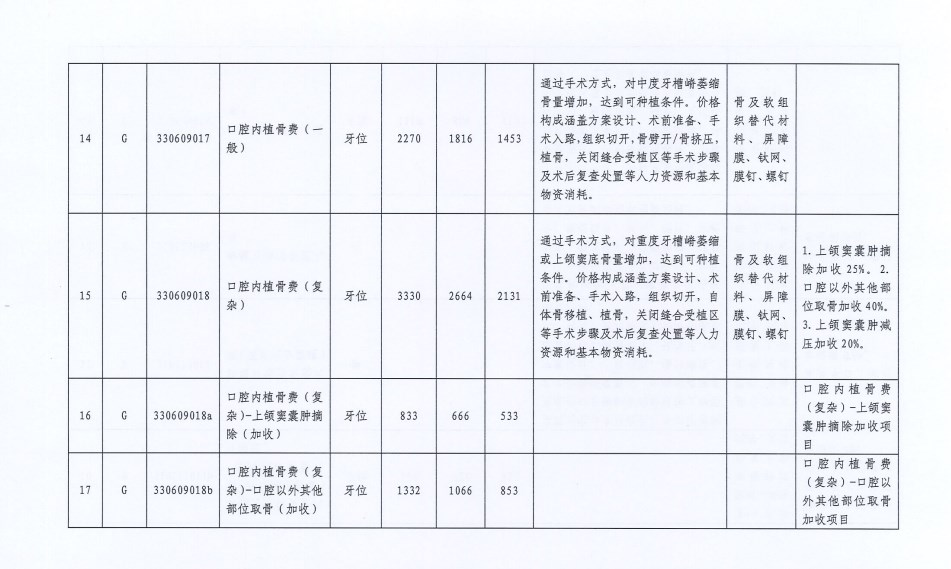 14
G
330609017
口腔内植骨费（一
般）
牙位
2270
1816
1453
通过手术方式，对中度牙槽嵴萎缩
骨量增加，达到可种植条件。价格
构成涵盖方案设计、术前准备、手
术入路，组织切开，骨劈开/骨挤压，
植骨，关闭缝合受植区等手术步骤
及术后复查处置等人力资源和基本
物资消耗。
骨及软组
织替代材
料、屏障
膜、钛网、
膜钉、螺钉
15
G
330609018
口腔内植骨费（复
杂）
牙位
3330
2664
2131
通过手术方式，对重度牙槽嵴萎缩
或上颌窦底骨量增加，达到可种植
条件。价格构成涵盖方案设计、术
前准备、手术入路，组织切开，自
体骨移植、植骨，关闭缝合受植区
等手术步骤及术后复查处置等人力
资源和基本物资消耗。
骨及软组
织替代材
料、屏障
膜、钛网、
膜钉、螺钉
1.上颌窦囊肿摘
除加收 25%。2.
口腔以外其他部
位取骨加收 40%。
3.上颌窦囊肿减
压加收 20%。
16
G
330609018a
口腔内植骨费（复
杂）-上颌窦囊肿摘
除（加收）
牙位
833
666
533
口腔内植骨费
（复杂）-上颌窦
囊肿摘除加收项
目
17
G
330609018b
口腔内植骨费（复
杂）-口腔以外其他
部位取骨（加收）
牙位
1332
1066
853
口腔内植骨费
（复杂）-口腔以
外其他部位取骨
加收项目